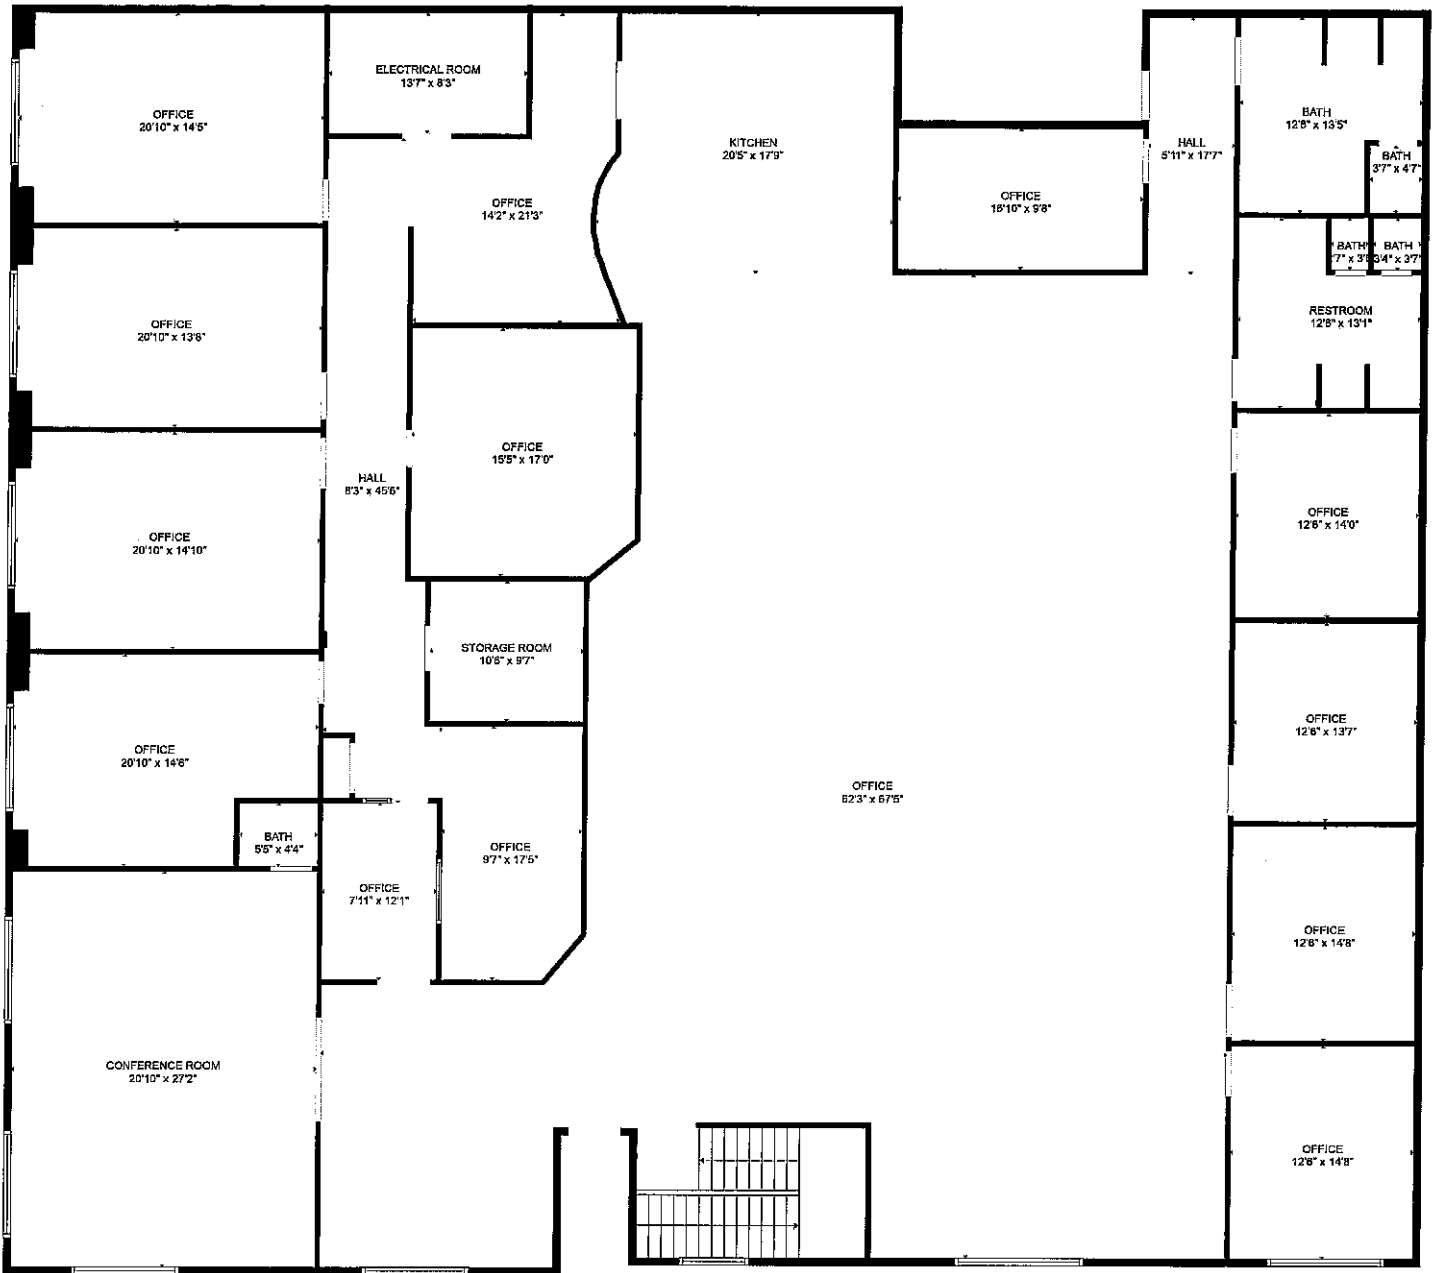 ELECTRICAL ROOM
13'7" x 8'3"
OFFICE
20'10" x 14'5"
KITCHEN
20'5" x 17'9"
BATH
12'8" x 13'5"
HALL
5'11" x 17'7"
BATH
3'7" x 4'7"
OFFICE
14'2" x 21'3"
OFFICE
16'10" x 9'8"
BATH
BATH
3'4" x 3'7"
OFFICE
20'10" x 13'8"
RESTROOM
12'8" x 13'1"
OFFICE
15'5" x 17'0"
HALL
8'3" x 45'6"
OFFICE
12'6" x 14'0"
OFFICE
20'10" x 14'10"
STORAGE ROOM
10'6" x 9'7"
OFFICE
12'6" x 13'7"
OFFICE
20'10" x 14'6"
OFFICE
62'3" x 67'5"
BATH
5'5" x 4'4"
OFFICE
9'7" x 17'5"
OFFICE
7'11" x 12'1"
OFFICE
12'6" x 14'8"
CONFERENCE ROOM
20'10" x 27'2"
OFFICE
12'6" x 14'8"